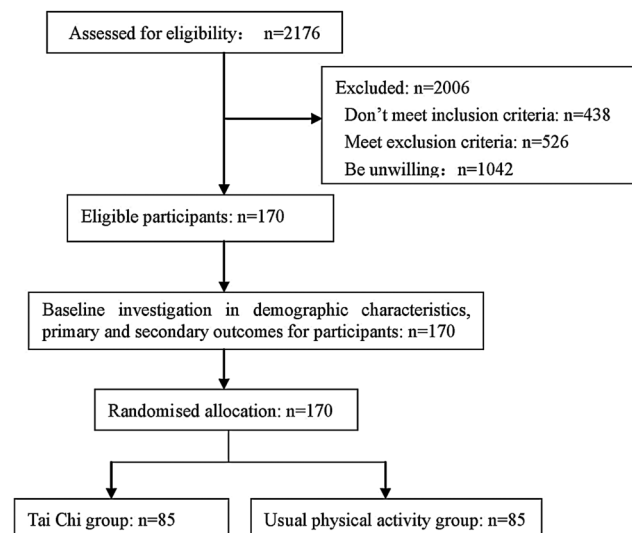 Assessed for eligibility： n=2176
Excluded: n=2006
Don’t meet inclusion criteria: n=438
Meet exclusion criteria: n=526
Be unwilling：n=1042
Eligible participants: n=170
Baseline investigation in demographic characteristics,
primary and secondary outcomes for participants: n=170
Randomised allocation: n=170
Tai Chi group: n=85
Usual physical activity group: n=85